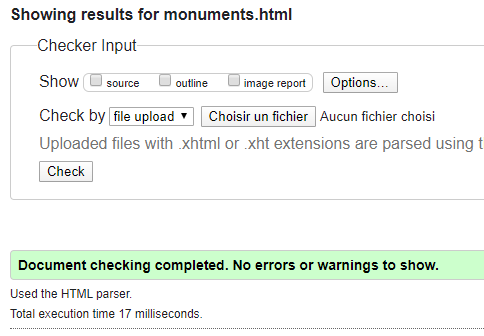 Showing results for monuments.html
Checker Input
Show source outline image report Options...
Check by file upload Choisir un fichier Aucun fichier choisi
Uploaded files with .xhtml or .xht extensions are parsed using t
Check
Document checking completed. No errors or warnings to show.
Used the HTML parser.
Total execution time 17 milliseconds.